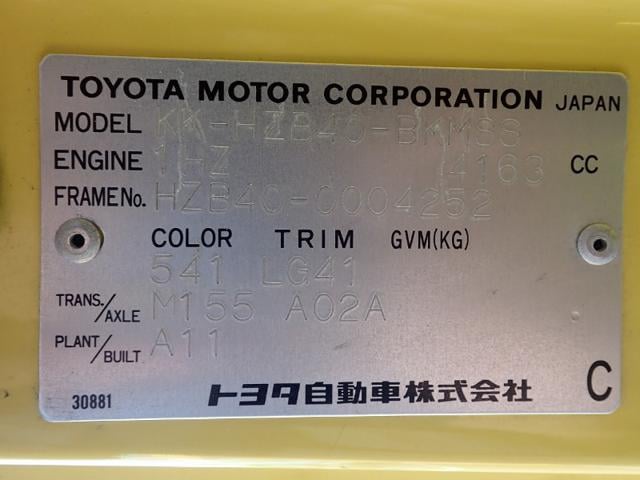 TOYOTA MOTOR CORPORATION JAPAN
MODEL KK-HZB40-BKMSS
ENGINE 1HZ 4163 CC
FRAME No. HZB40-0004252
COLOR TRIM GVM(KG)
541 LG41
TRANS./AXLE M155 A02A
PLANT/BUILT A11
30881 トヨタ自動車株式会社 C